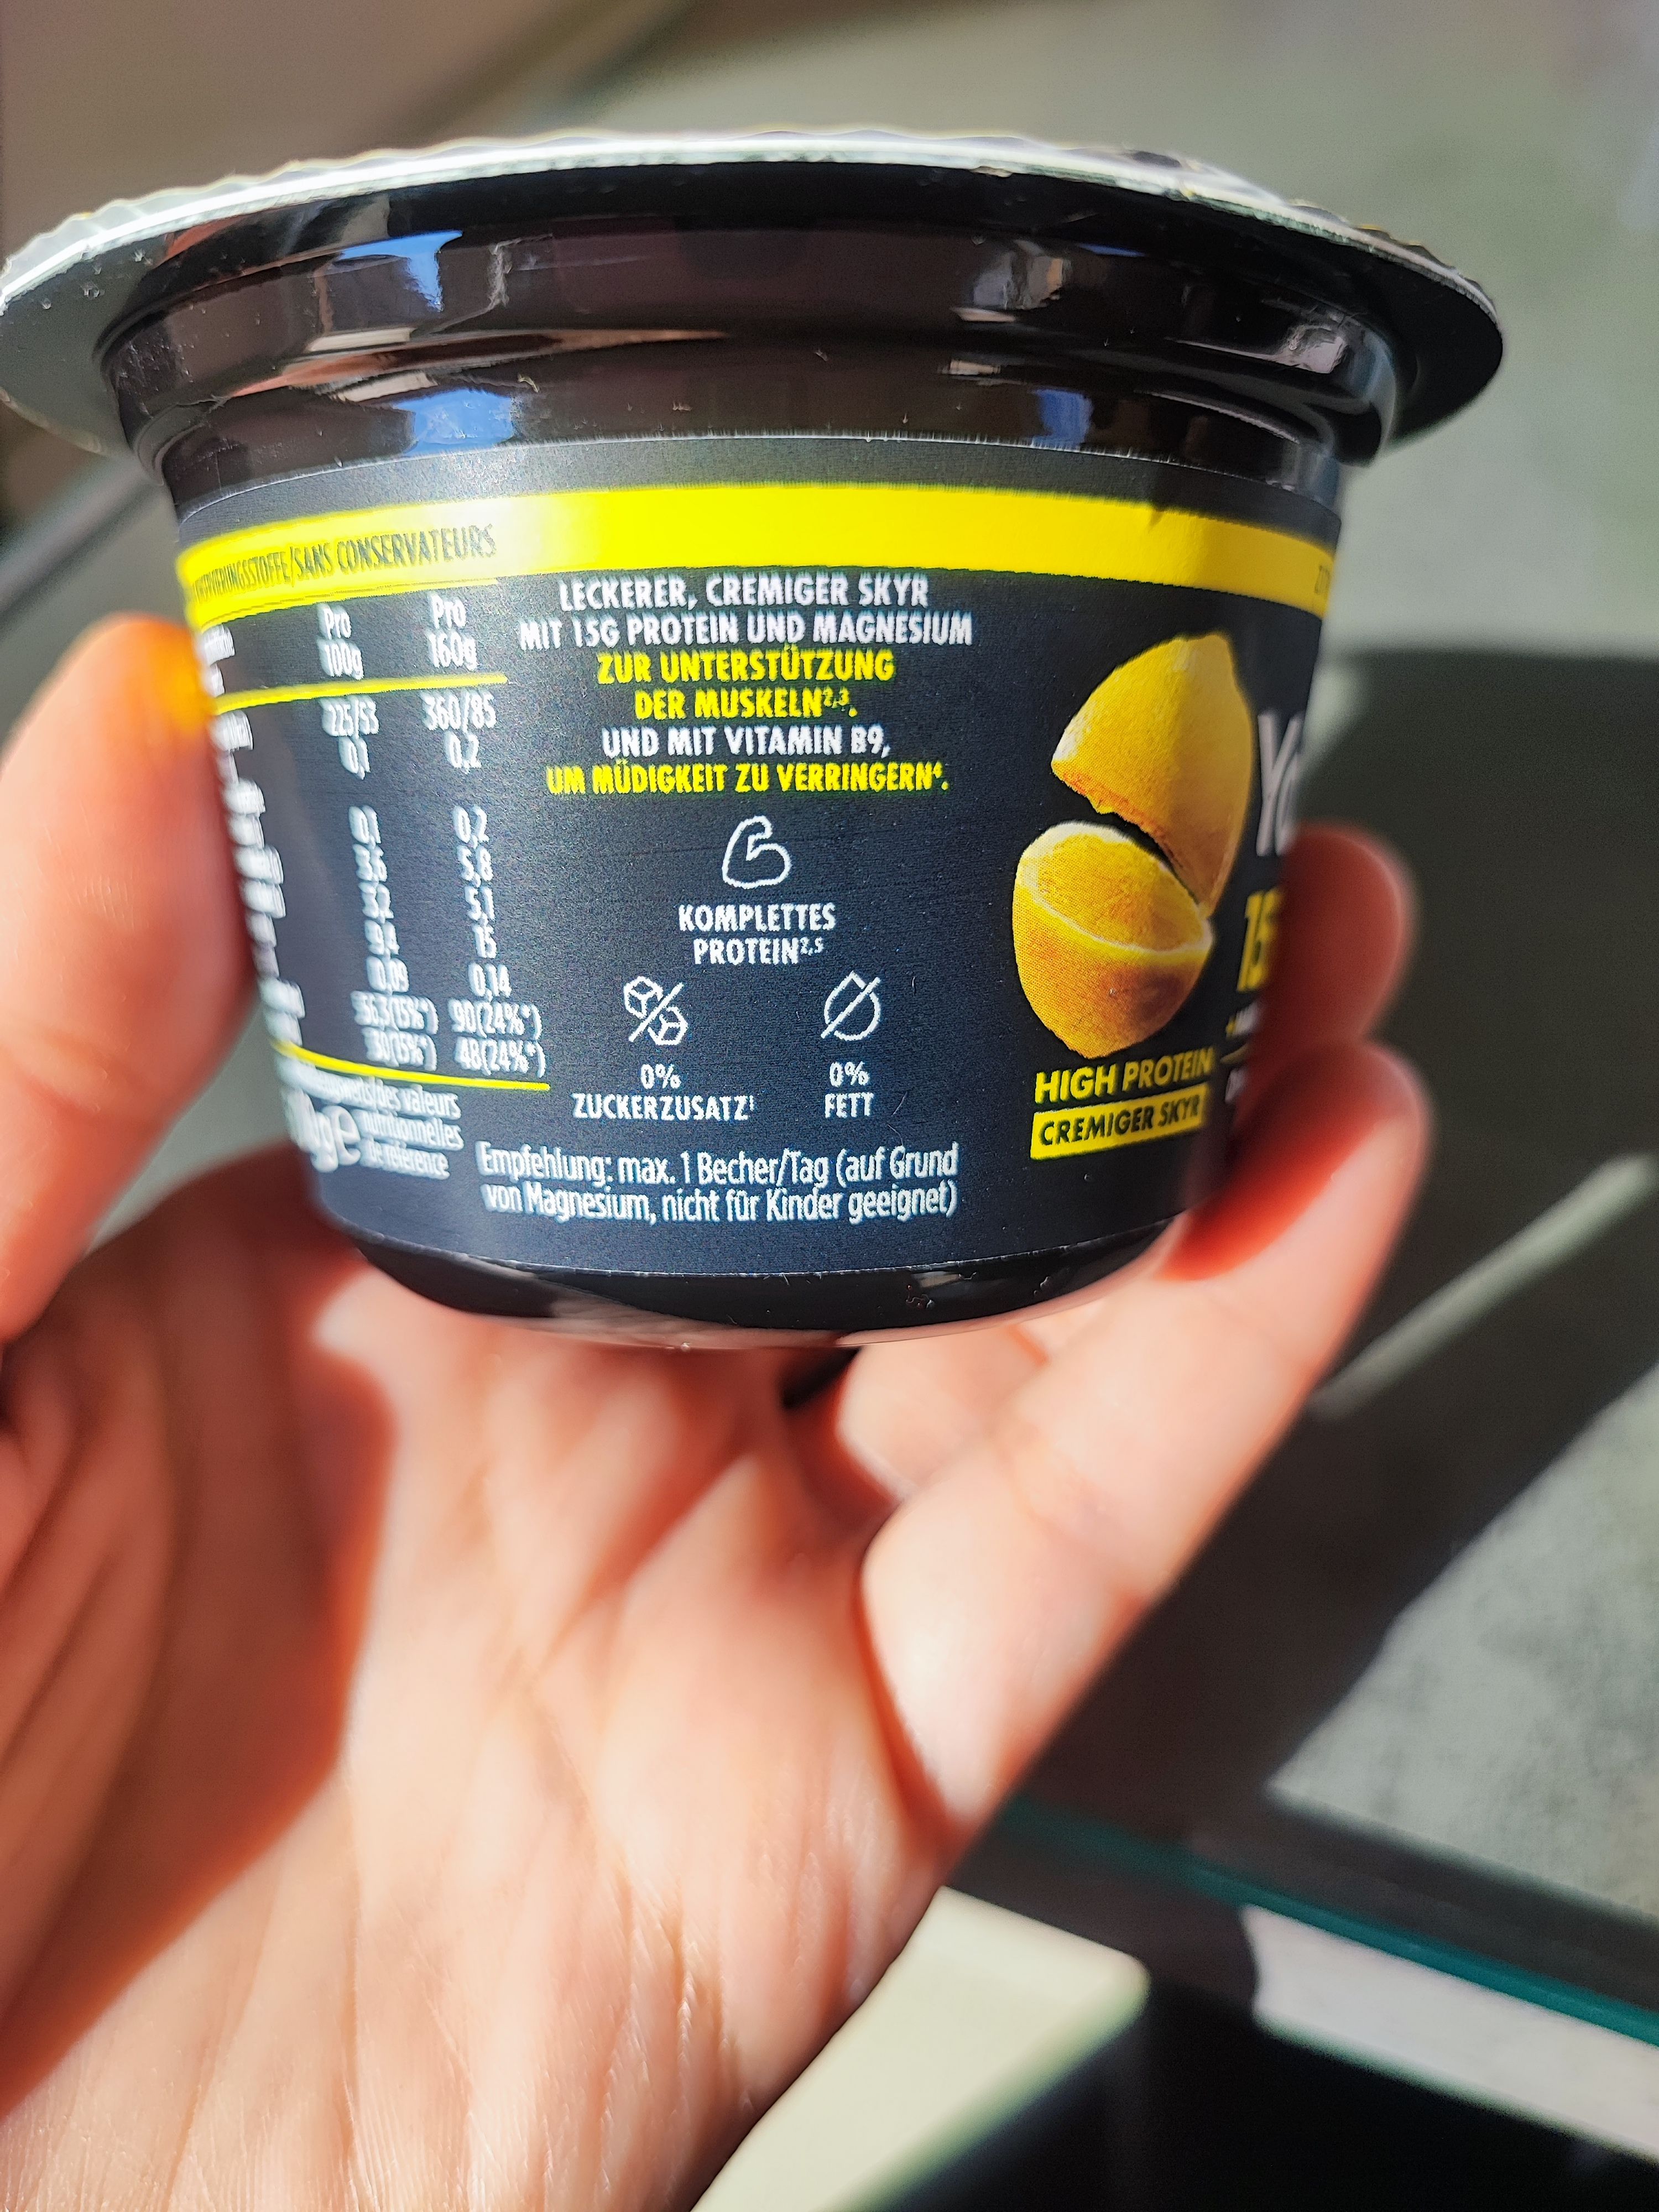 /SANS CONSERVATEURS
Pro Pro
100g 160g
225/53 360/85
0,1 0,2
0,1 0,2
3,6 5,8
3,2 5,1
9,4 15
0,09 0,14
56,3(15%*) 90(24%*)
30(15%*) 48(24%*)
des valeurs
nutritionnelles
de référence
LECKERER, CREMIGER SKYR
MIT 15G PROTEIN UND MAGNESIUM
ZUR UNTERSTÜTZUNG
DER MUSKELN²,³.
UND MIT VITAMIN B9,
UM MÜDIGKEIT ZU VERRINGERN⁴.
KOMPLETTES
PROTEIN²,⁵
0%
ZUCKERZUSATZ¹
0%
FETT
Empfehlung: max. 1 Becher/Tag (auf Grund
von Magnesium, nicht für Kinder geeignet)
HIGH PROTEIN
CREMIGER SKYR